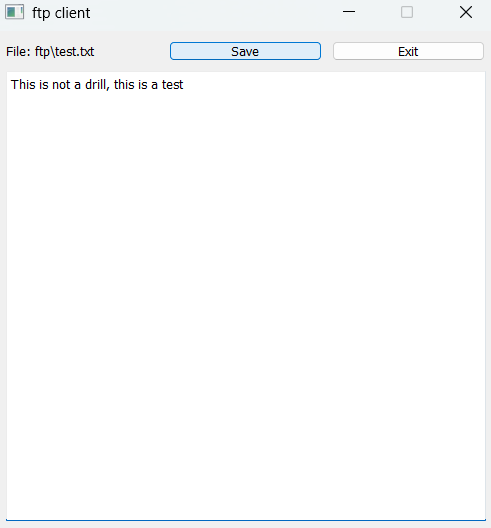 ftp client
File: ftp\test.txt Save Exit
This is not a drill, this is a test